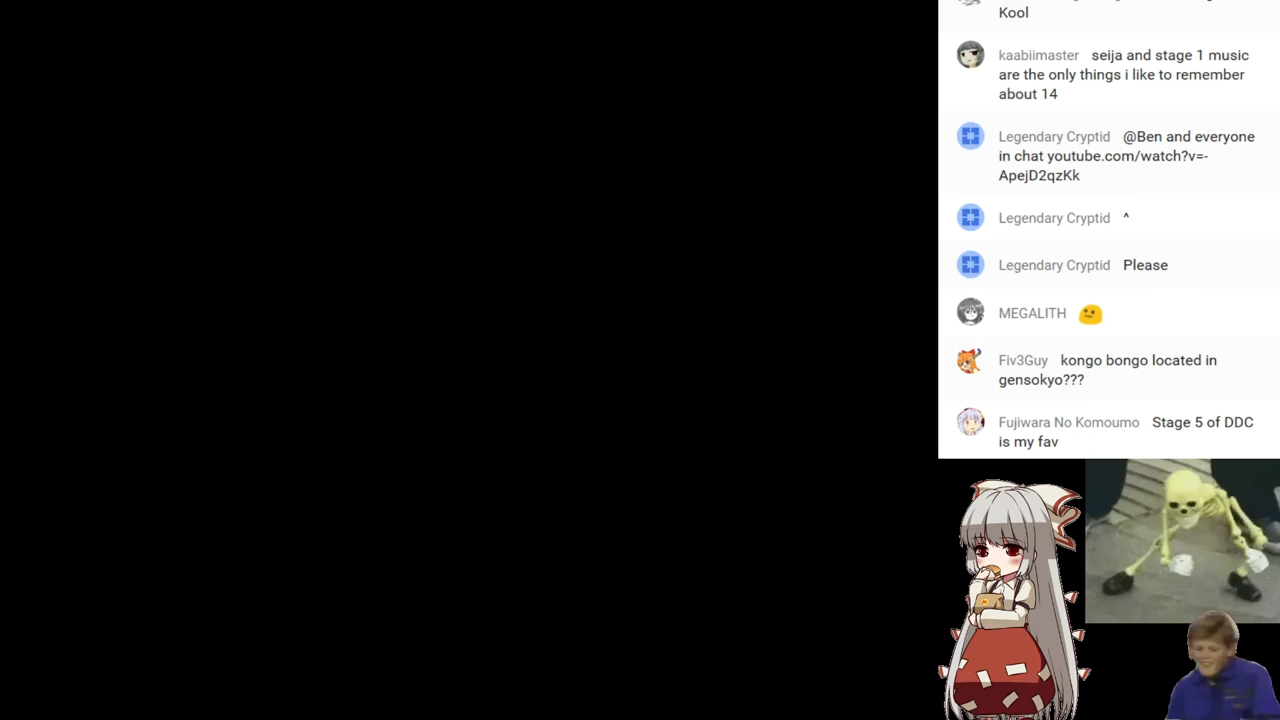 Kool
kaabiimaster seija and stage 1 music
are the only things i like to remember
about 14
Legendary Cryptid @Ben and everyone
in chat youtube.com/watch?v=-
ApejD2qzKk
Legendary Cryptid ^
Legendary Cryptid Please
MEGALITH
Fiv3Guy kongo bongo located in
gensokyo???
Fujiwara No Komoumo Stage 5 of DDC
is my fav